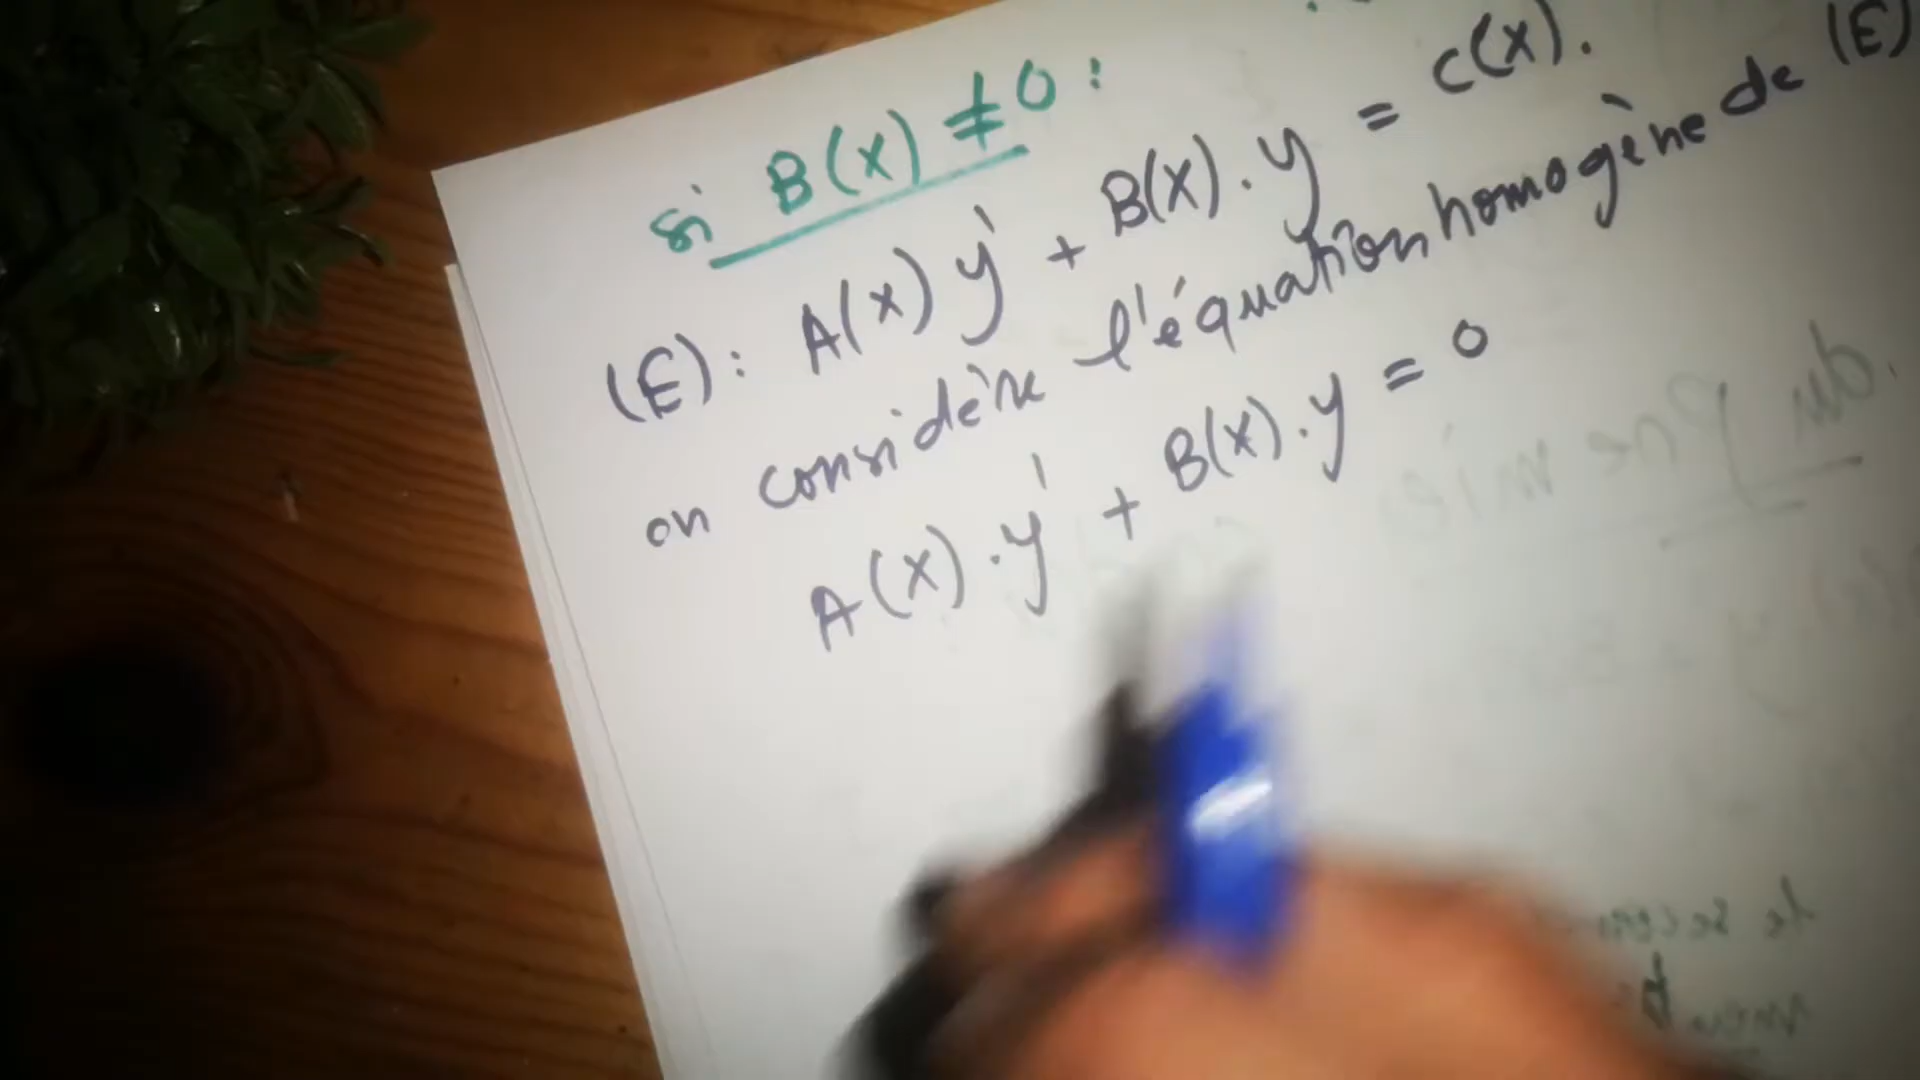 si B(x) ≠ 0 :
(E): A(x) y' + B(x) . y = C(x).
on considère l'équation homogène de (E)
A(x) . y' + B(x) . y = 0